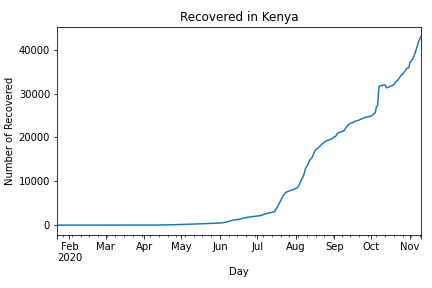 Recovered in Kenya
Number of Recovered
40000
30000
20000
10000
0
Feb Mar Apr May Jun Jul Aug Sep Oct Nov
2020
Day